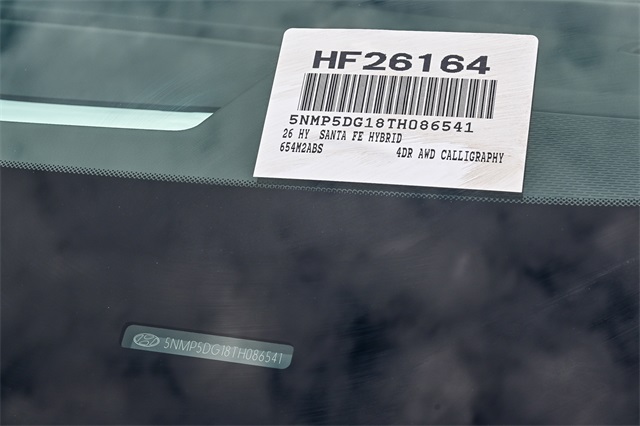 HF26164
5NMP5DG18TH086541
26 HY SANTA FE HYBRID
654M2ABS 4DR AWD CALLIGRAPHY
5NMP5DG18TH086541